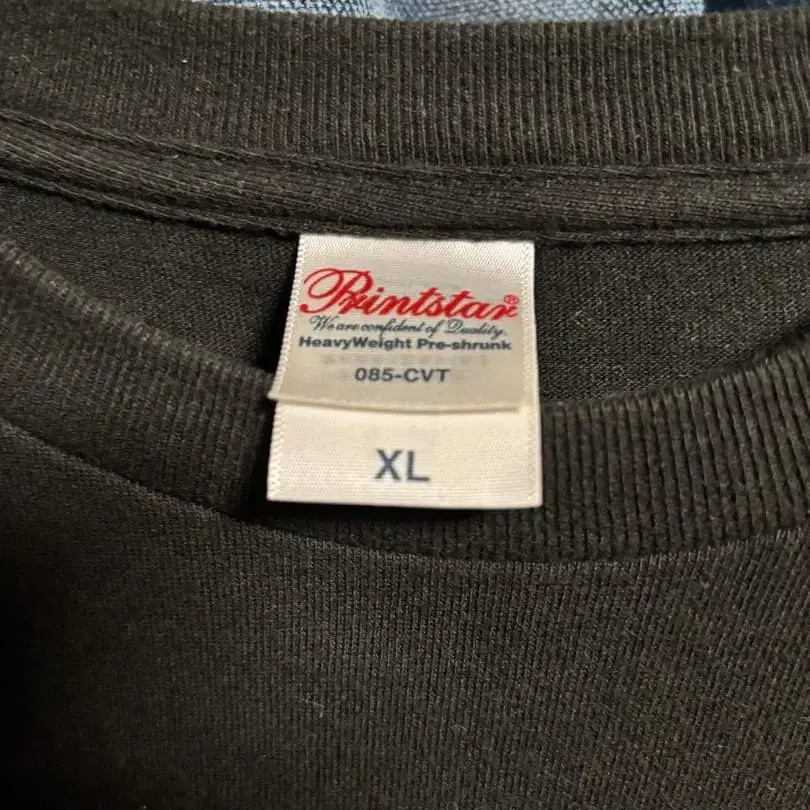 Printstar®
We are confident of Quality.
HeavyWeight Pre-shrunk
085-CVT
XL